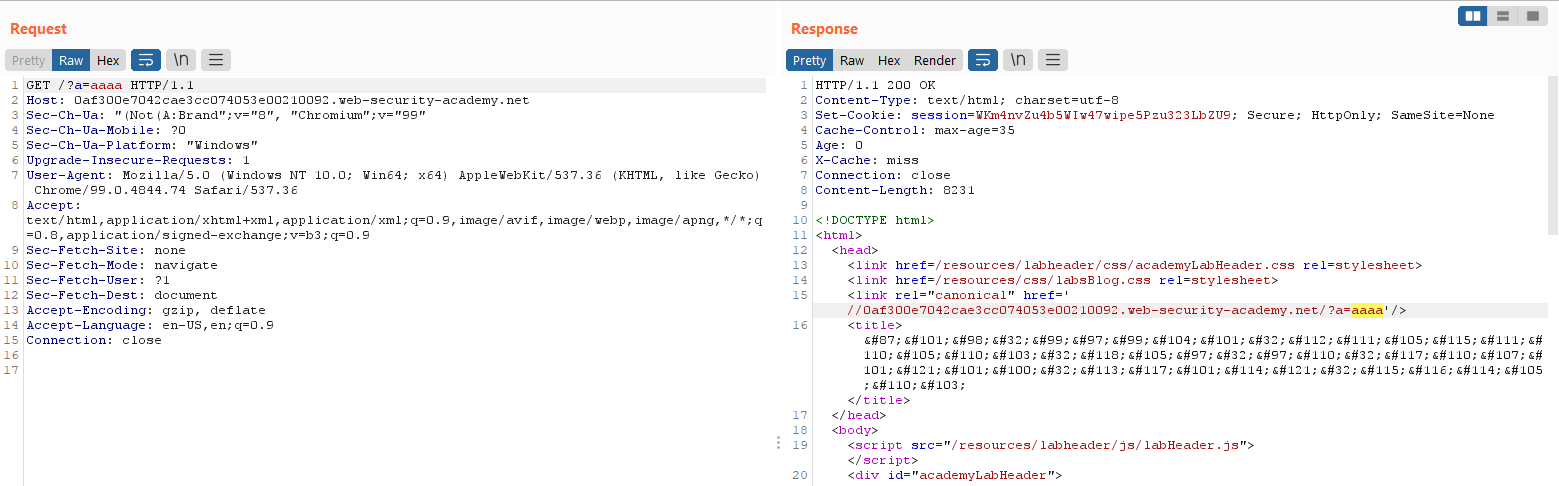 Request
Pretty Raw Hex \n
1 GET /?a=aaaa HTTP/1.1
2 Host: 0af300e7042cae3cc074053e00210092.web-security-academy.net
3 Sec-Ch-Ua: "(Not(A:Brand";v="8", "Chromium";v="99"
4 Sec-Ch-Ua-Mobile: ?0
5 Sec-Ch-Ua-Platform: "Windows"
6 Upgrade-Insecure-Requests: 1
7 User-Agent: Mozilla/5.0 (Windows NT 10.0; Win64; x64) AppleWebKit/537.36 (KHTML, like Gecko)
Chrome/99.0.4844.74 Safari/537.36
8 Accept:
text/html,application/xhtml+xml,application/xml;q=0.9,image/avif,image/webp,image/apng,*/*;q
=0.8,application/signed-exchange;v=b3;q=0.9
9 Sec-Fetch-Site: none
10 Sec-Fetch-Mode: navigate
11 Sec-Fetch-User: ?1
12 Sec-Fetch-Dest: document
13 Accept-Encoding: gzip, deflate
14 Accept-Language: en-US,en;q=0.9
15 Connection: close
16
17
Response
Pretty Raw Hex Render \n
1 HTTP/1.1 200 OK
2 Content-Type: text/html; charset=utf-8
3 Set-Cookie: session=WKm4nvZu4b5WIw47wipe5Pzu323LbZU9; Secure; HttpOnly; SameSite=None
4 Cache-Control: max-age=35
5 Age: 0
6 X-Cache: miss
7 Connection: close
8 Content-Length: 8231
9
10 <!DOCTYPE html>
11 <html>
12 <head>
13 <link href=/resources/labheader/css/academyLabHeader.css rel=stylesheet>
14 <link href=/resources/css/labsBlog.css rel=stylesheet>
15 <link rel="canonical" href='
//0af300e7042cae3cc074053e00210092.web-security-academy.net/?a=aaaa'/>
16 <title>
&#87;&#101;&#98;&#32;&#99;&#97;&#99;&#104;&#101;&#32;&#112;&#111;&#105;&#115;&#111;&#
110;&#105;&#110;&#103;&#32;&#118;&#105;&#97;&#32;&#97;&#110;&#32;&#117;&#110;&#107;&#
101;&#121;&#101;&#100;&#32;&#113;&#117;&#101;&#114;&#121;&#32;&#115;&#116;&#114;&#105
;&#110;&#103;
</title>
17 </head>
18 <body>
19 <script src="/resources/labheader/js/labHeader.js">
</script>
20 <div id="academyLabHeader">